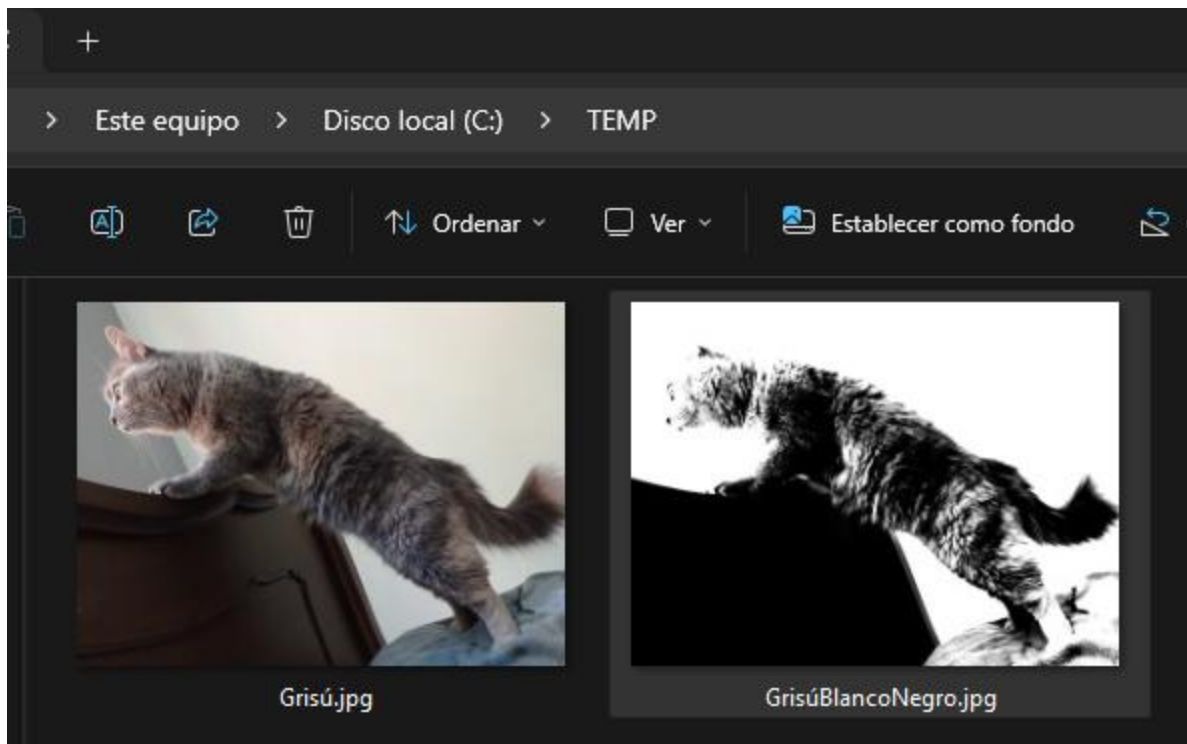 Este equipo > Disco local (C:) > TEMP
Ordenar Ver Establecer como fondo
Grisú.jpg GrisúBlancoNegro.jpg